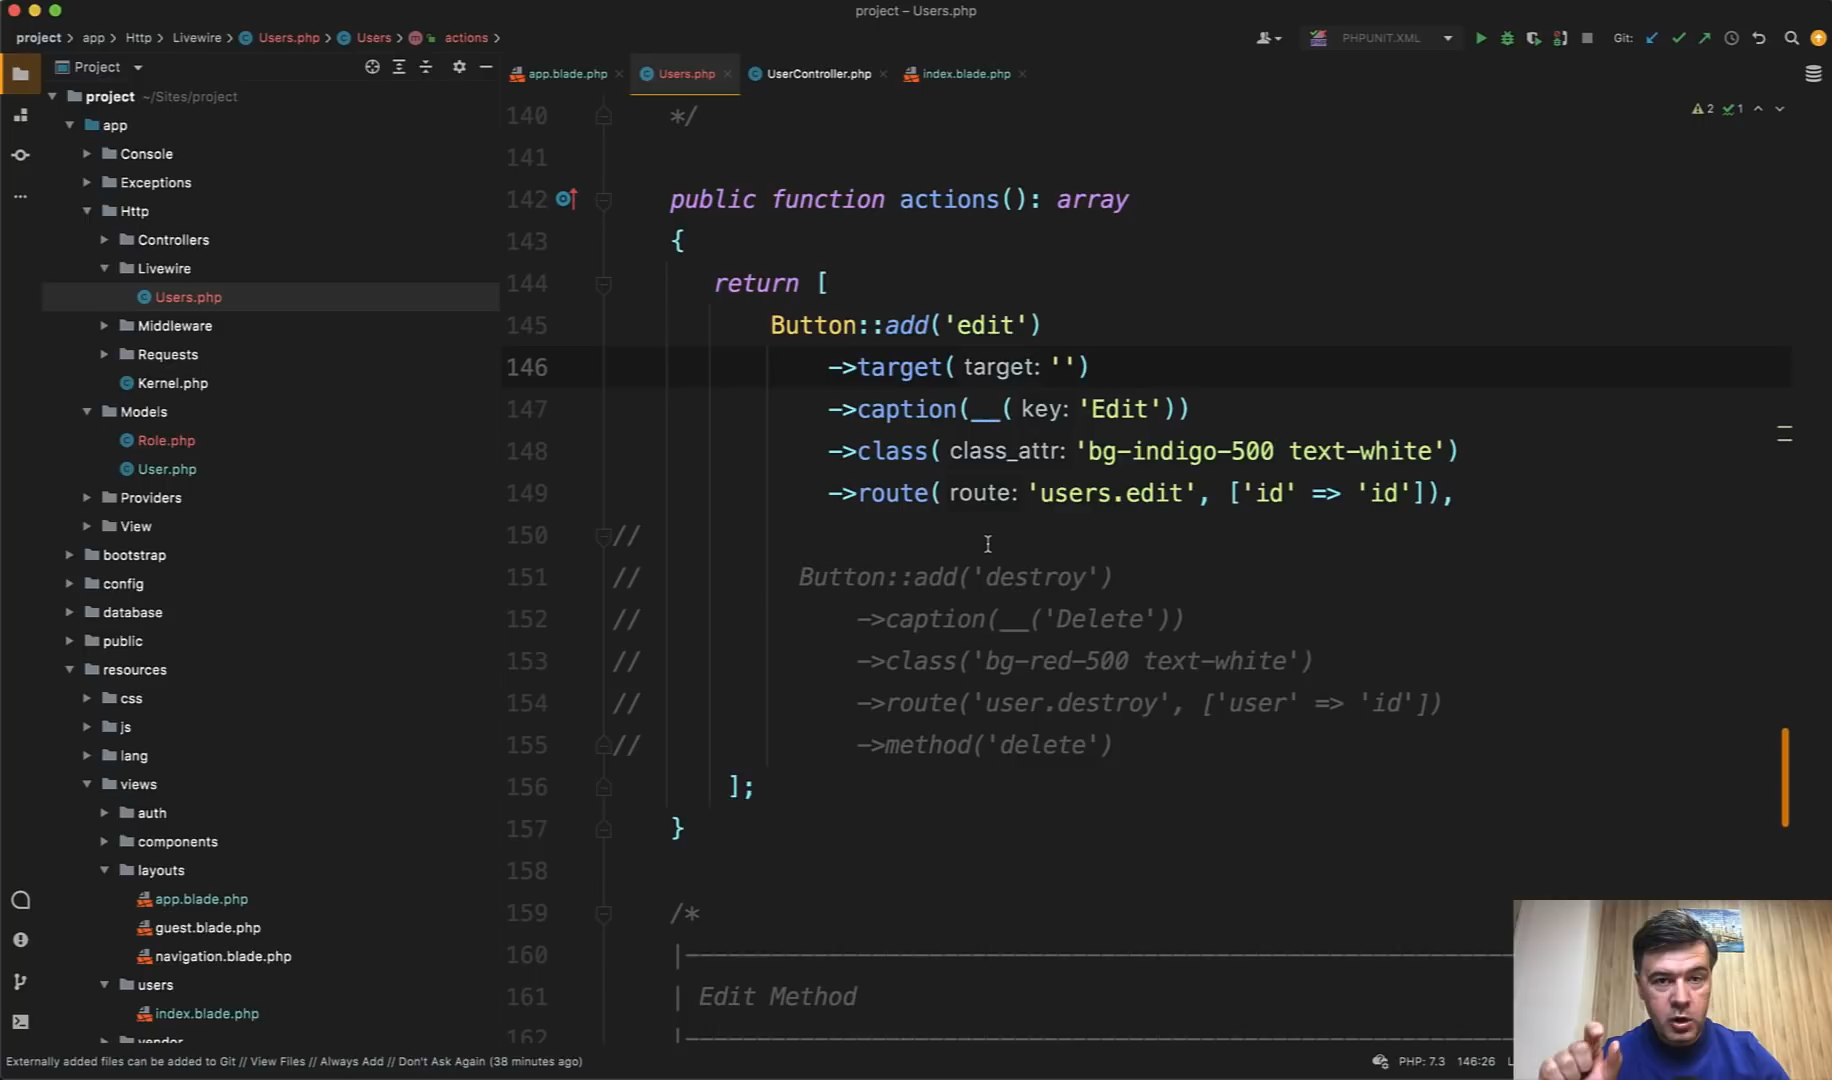 project – Users.php
project app Http Livewire Users.php Users m actions
PHPUNIT.XML
Git:
Project
app.blade.php
Users.php
UserController.php
index.blade.php
project ~/Sites/project
app
Console
Exceptions
Http
Controllers
Livewire
Users.php
Middleware
Requests
Kernel.php
Models
Role.php
User.php
Providers
View
bootstrap
config
database
public
resources
css
js
lang
views
auth
components
layouts
app.blade.php
guest.blade.php
navigation.blade.php
users
index.blade.php
vendor
2 1
140 */
141
142 public function actions(): array
143 {
144 return [
145 Button::add('edit')
146 ->target( target: '')
147 ->caption(__( key: 'Edit'))
148 ->class( class_attr: 'bg-indigo-500 text-white')
149 ->route( route: 'users.edit', ['id' => 'id']),
150 //
151 // Button::add('destroy')
152 // ->caption(__('Delete'))
153 // ->class('bg-red-500 text-white')
154 // ->route('user.destroy', ['user' => 'id'])
155 // ->method('delete')
156 ];
157 }
158
159 /*
160 |
161 | Edit Method
162 |
Externally added files can be added to Git // View Files // Always Add // Don't Ask Again (38 minutes ago)
PHP: 7.3 146:26